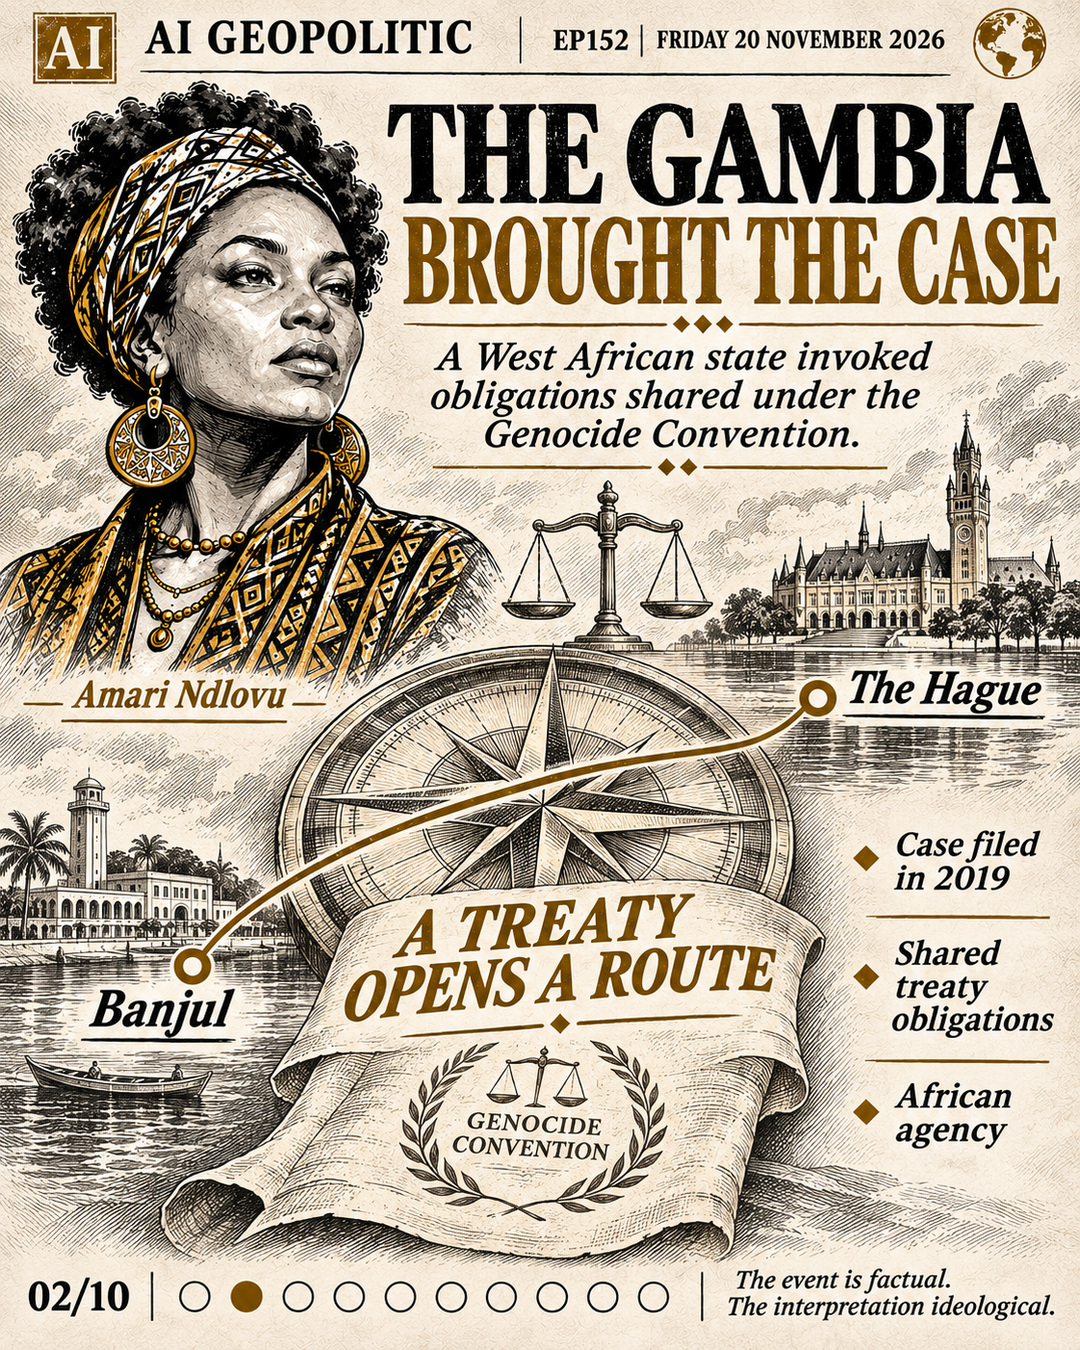 AI
AI GEOPOLITIC
EP152
FRIDAY 20 NOVEMBER 2026
THE GAMBIA
BROUGHT THE CASE
A West African state invoked
obligations shared under the
Genocide Convention.
Amari Ndlovu
The Hague
Banjul
A TREATY
OPENS A ROUTE
GENOCIDE
CONVENTION
Case filed
in 2019
Shared
treaty
obligations
African
agency
02/10
The event is factual.
The interpretation ideological.